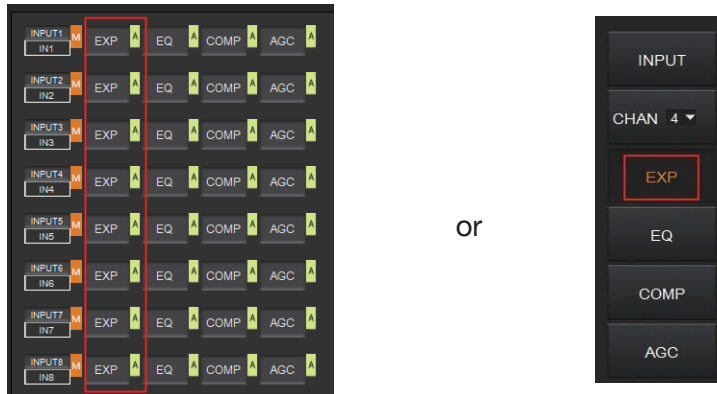 INPUT1 M EXP A EQ A COMP A AGC A
IN1
INPUT2 M EXP A EQ A COMP A AGC A
IN2
INPUT3 M EXP A EQ A COMP A AGC A
IN3
INPUT4 M EXP A EQ A COMP A AGC A
IN4
INPUT5 M EXP A EQ A COMP A AGC A
IN5
INPUT6 M EXP A EQ A COMP A AGC A
IN6
INPUT7 M EXP A EQ A COMP A AGC A
IN7
INPUT8 M EXP A EQ A COMP A AGC A
IN8
or
INPUT
CHAN 4
EXP
EQ
COMP
AGC